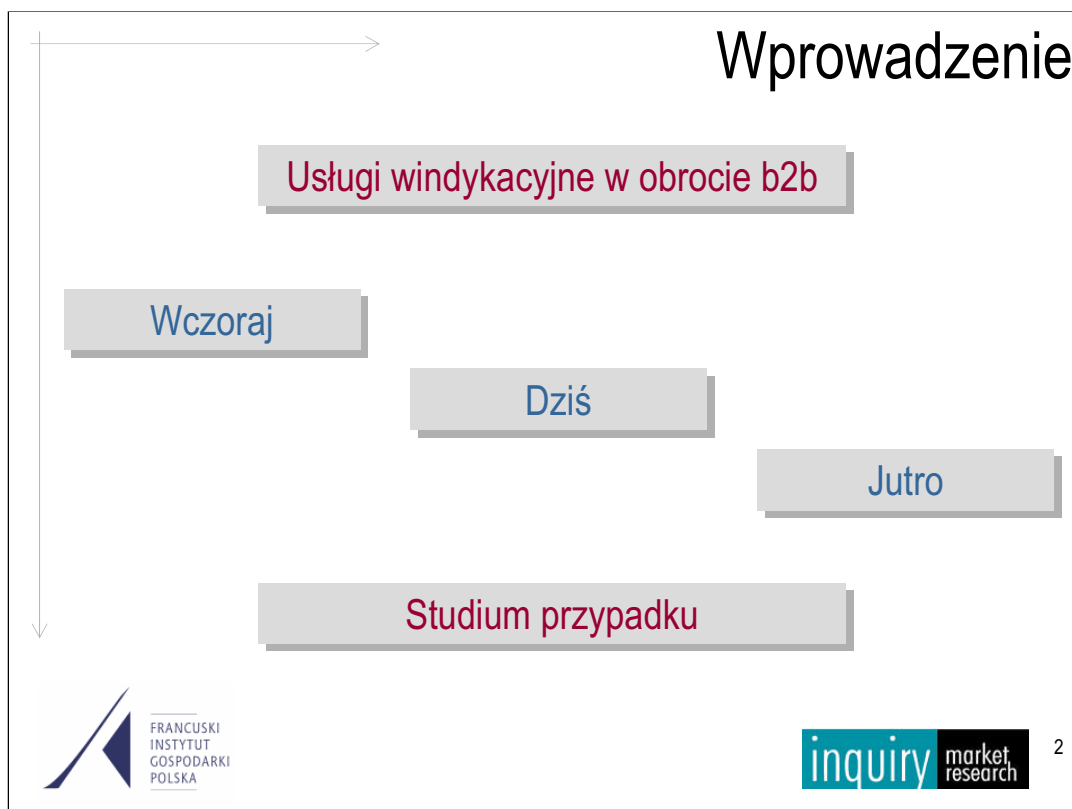 Wprowadzenie
Usługi windykacyjne w obrocie b2b
Wczoraj
Dziś
Jutro
Studium przypadku
FRANCUSKI
INSTYTUT
GOSPODARKI
POLSKA
inquiry market research
2